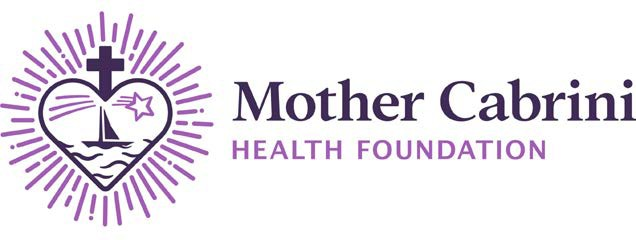 Mother Cabrini
HEALTH FOUNDATION